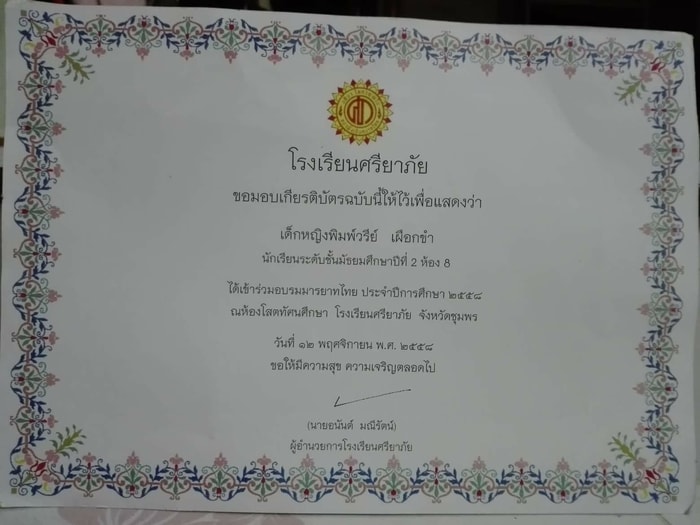 โรงเรียนศรียาภัย
ขอมอบเกียรติบัตรฉบับนี้ให้ไว้เพื่อแสดงว่า
เด็กหญิงพิมพ์วรีย์ เผือกขำ
นักเรียนระดับชั้นมัธยมศึกษาปีที่ 2 ห้อง 8
ได้เข้าร่วมอบรมมารยาทไทย ประจำปีการศึกษา ๒๕๕๘
ณห้องโสตทัศนศึกษา โรงเรียนศรียาภัย จังหวัดชุมพร
วันที่ ๑๒ พฤศจิกายน พ.ศ. ๒๕๕๘
ขอให้มีความสุข ความเจริญตลอดไป
(นายอนันต์ มณีรัตน์)
ผู้อำนวยการโรงเรียนศรียาภัย